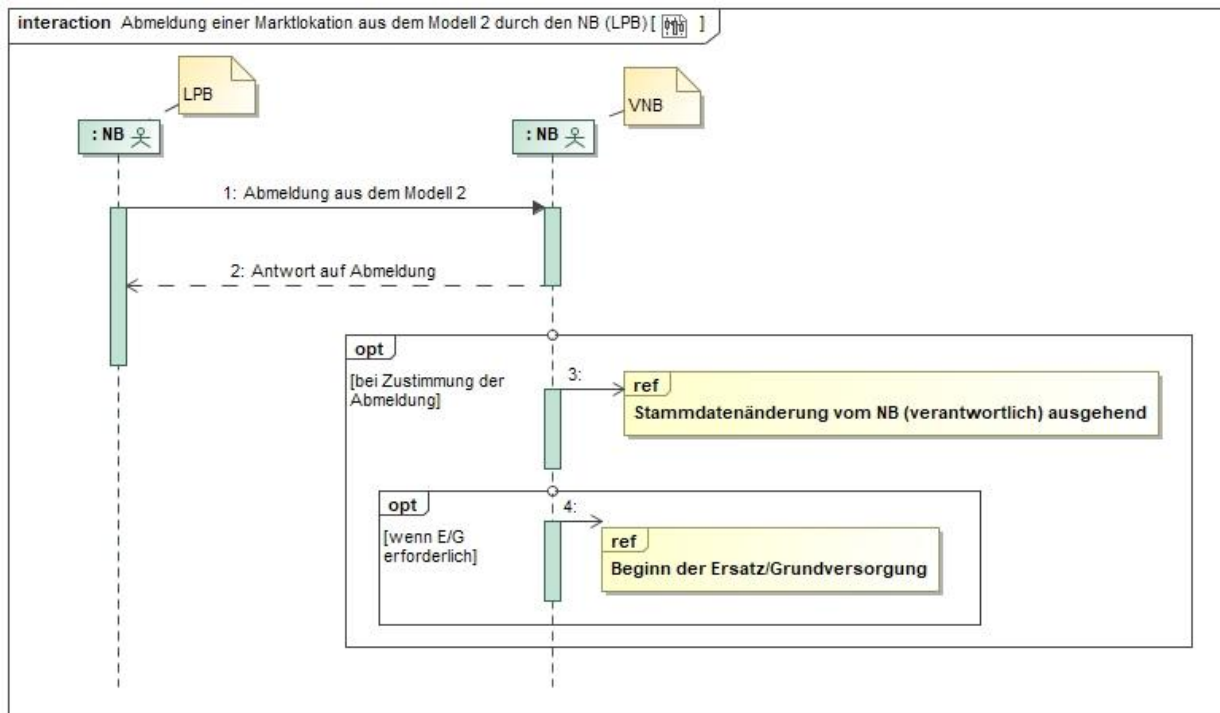 interaction Abmeldung einer Marktlokation aus dem Modell 2 durch den NB (LPB) [ ]
LPB
VNB
: NB
: NB
1: Abmeldung aus dem Modell 2
2: Antwort auf Abmeldung
opt
[bei Zustimmung der
Abmeldung]
3:
ref
Stammdatenänderung vom NB (verantwortlich) ausgehend
opt
[wenn E/G
erforderlich]
4:
ref
Beginn der Ersatz/Grundversorgung